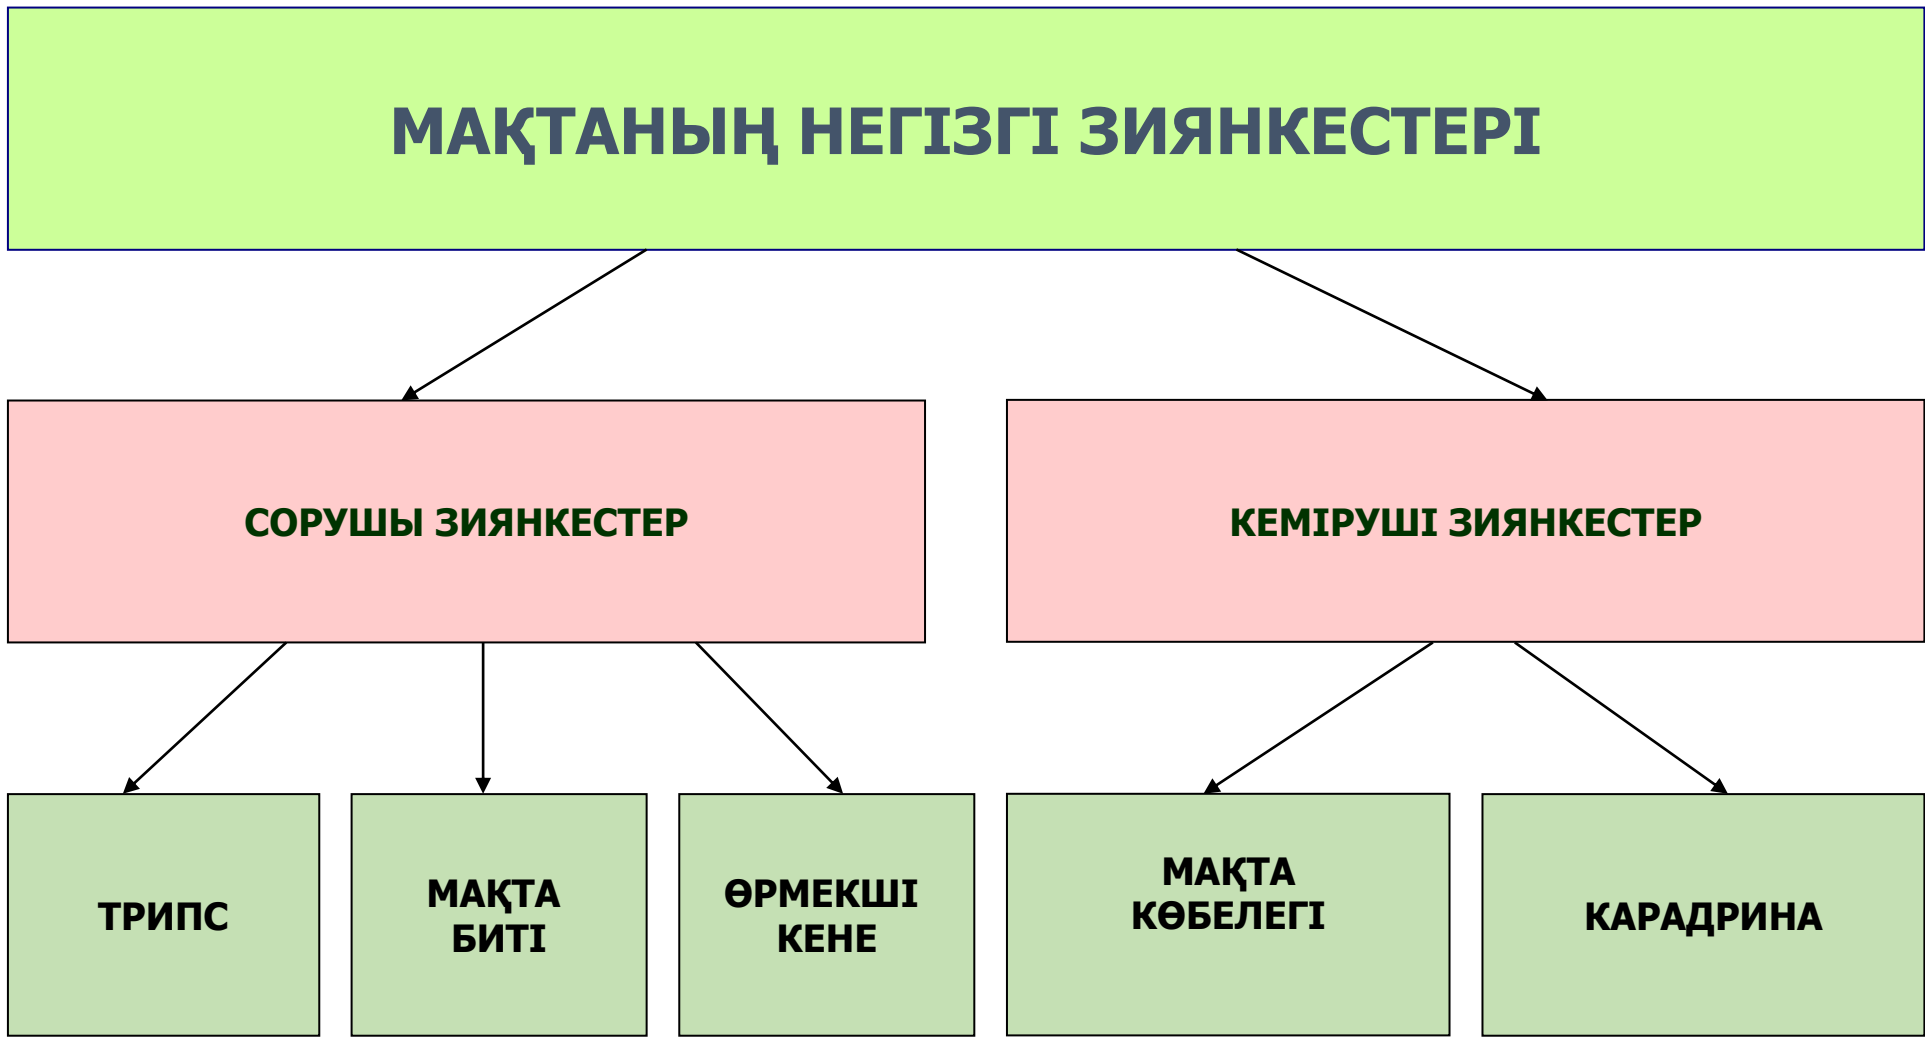 МАҚТАНЫҢ НЕГІЗГІ ЗИЯНКЕСТЕРІ
СОРУШЫ ЗИЯНКЕСТЕР
КЕМІРУШІ ЗИЯНКЕСТЕР
ТРИПС
МАҚТА
БИТІ
ӨРМЕКШІ
КЕНЕ
МАҚТА
КӨБЕЛЕГІ
КАРАДРИНА